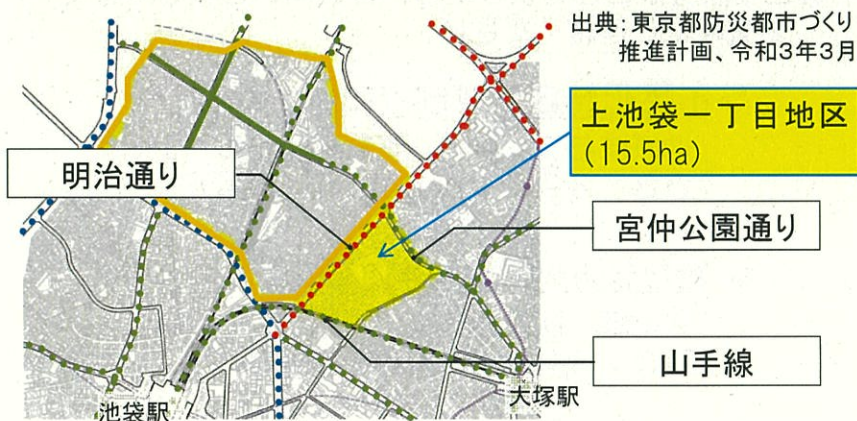 出典：東京都防災都市づくり
推進計画、令和3年3月
上池袋一丁目地区
(15.5ha)
明治通り
宮仲公園通り
山手線
池袋駅
大塚駅